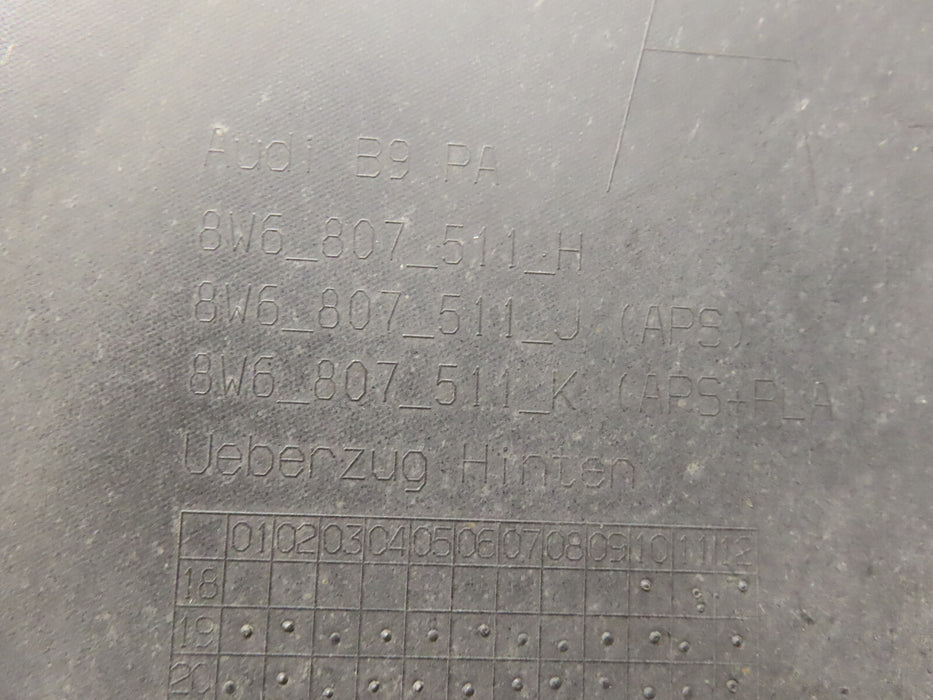 Audi B9 PA
8W6_807_511_H
8W6_807_511_J (APS)
8W6_807_511_K (APS+PLA)
Ueberzug Hinten
01 02 03 04 05 06 07 08 09 10 11 12
18
19
20